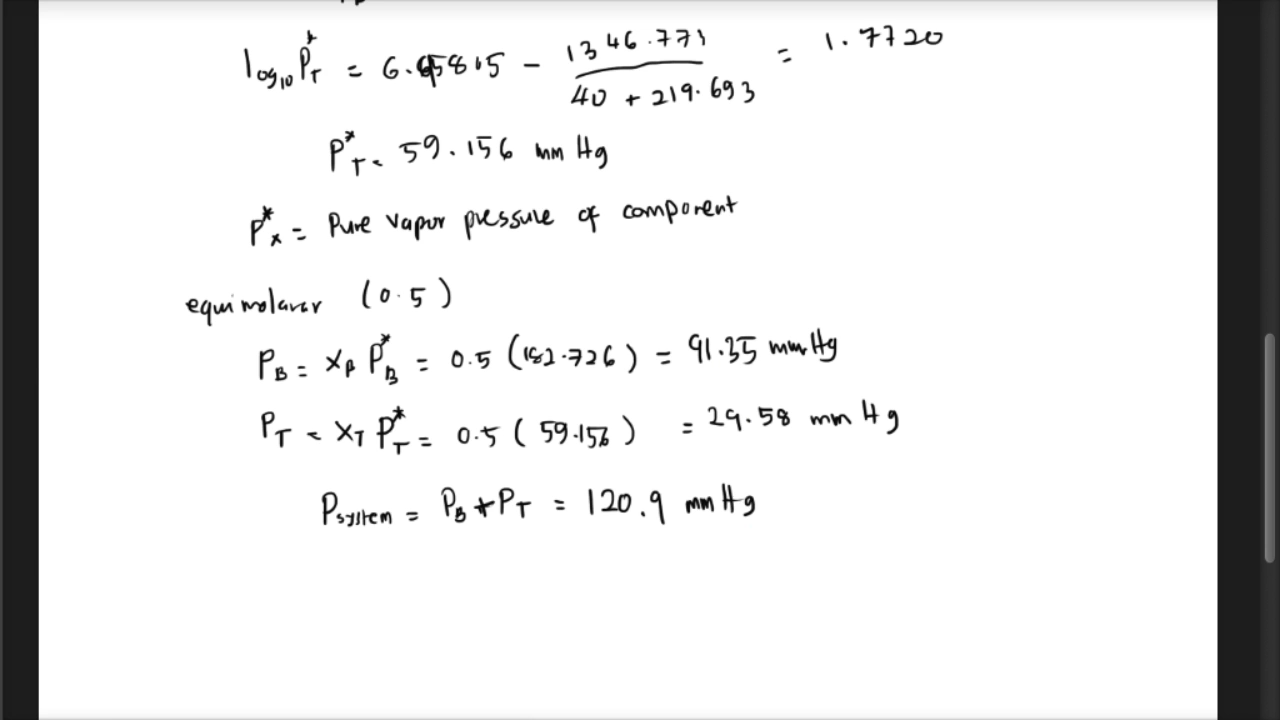 log₁₀ P*T = 6.95805 - 1346.773 / (40 + 219.693) = 1.7720
P*T = 59.156 mm Hg
P*x = Pure vapor pressure of component
equimolar (0.5)
PB = xB P*B = 0.5 (182.726) = 91.35 mm Hg
PT = xT P*T = 0.5 (59.156) = 29.58 mm Hg
Psystem = PB + PT = 120.9 mm Hg